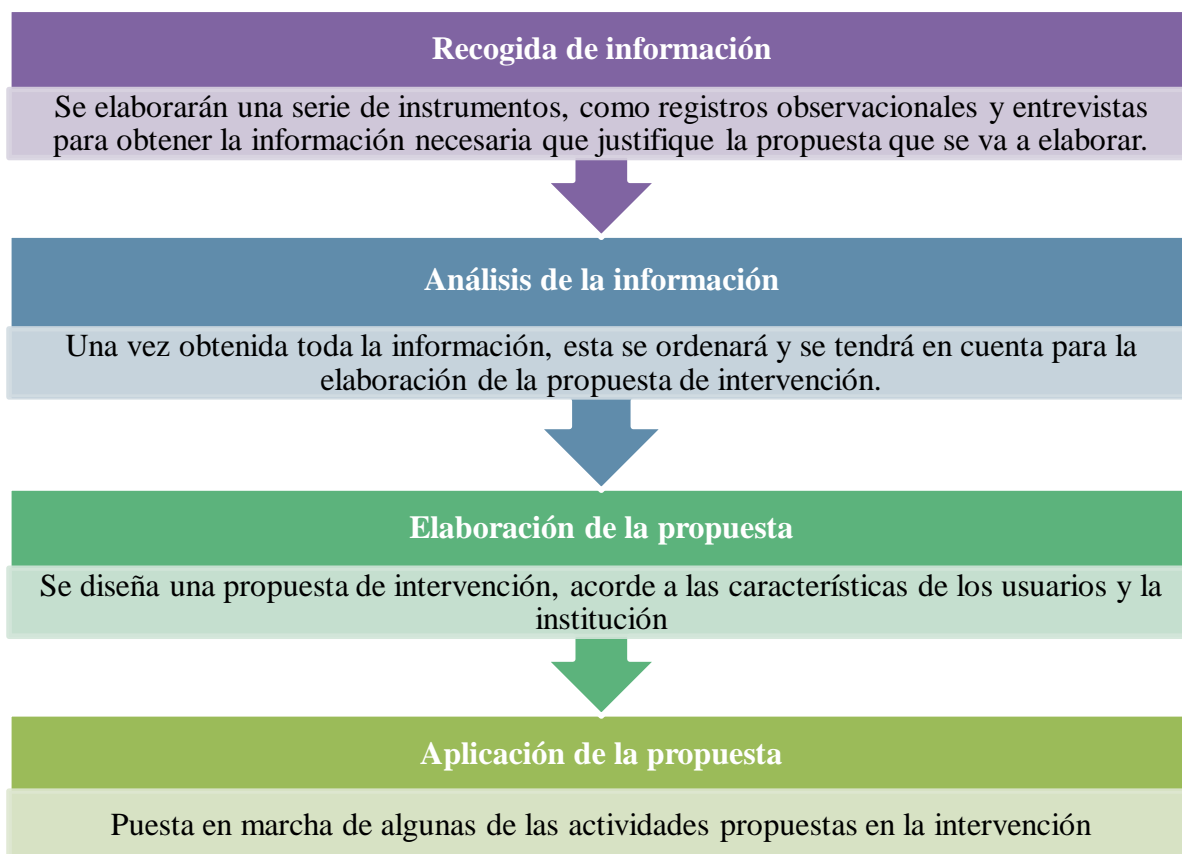 Recogida de información
Se elaborarán una serie de instrumentos, como registros observacionales y entrevistas
para obtener la información necesaria que justifique la propuesta que se va a elaborar.
Análisis de la información
Una vez obtenida toda la información, esta se ordenará y se tendrá en cuenta para la
elaboración de la propuesta de intervención.
Elaboración de la propuesta
Se diseña una propuesta de intervención, acorde a las características de los usuarios y la
institución
Aplicación de la propuesta
Puesta en marcha de algunas de las actividades propuestas en la intervención